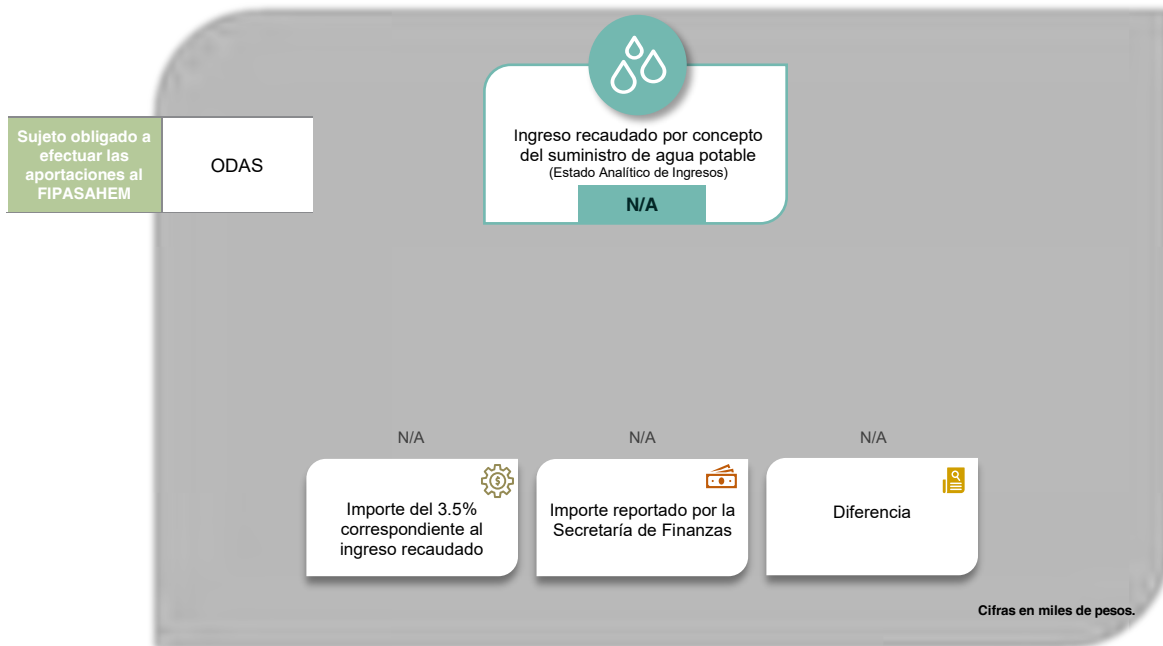 Sujeto obligado a
efectuar las
aportaciones al
FIPASAHEM
ODAS
Ingreso recaudado por concepto
del suministro de agua potable
(Estado Analítico de Ingresos)
N/A
N/A
N/A
N/A
Importe del 3.5%
correspondiente al
ingreso recaudado
Importe reportado por la
Secretaría de Finanzas
Diferencia
Cifras en miles de pesos.